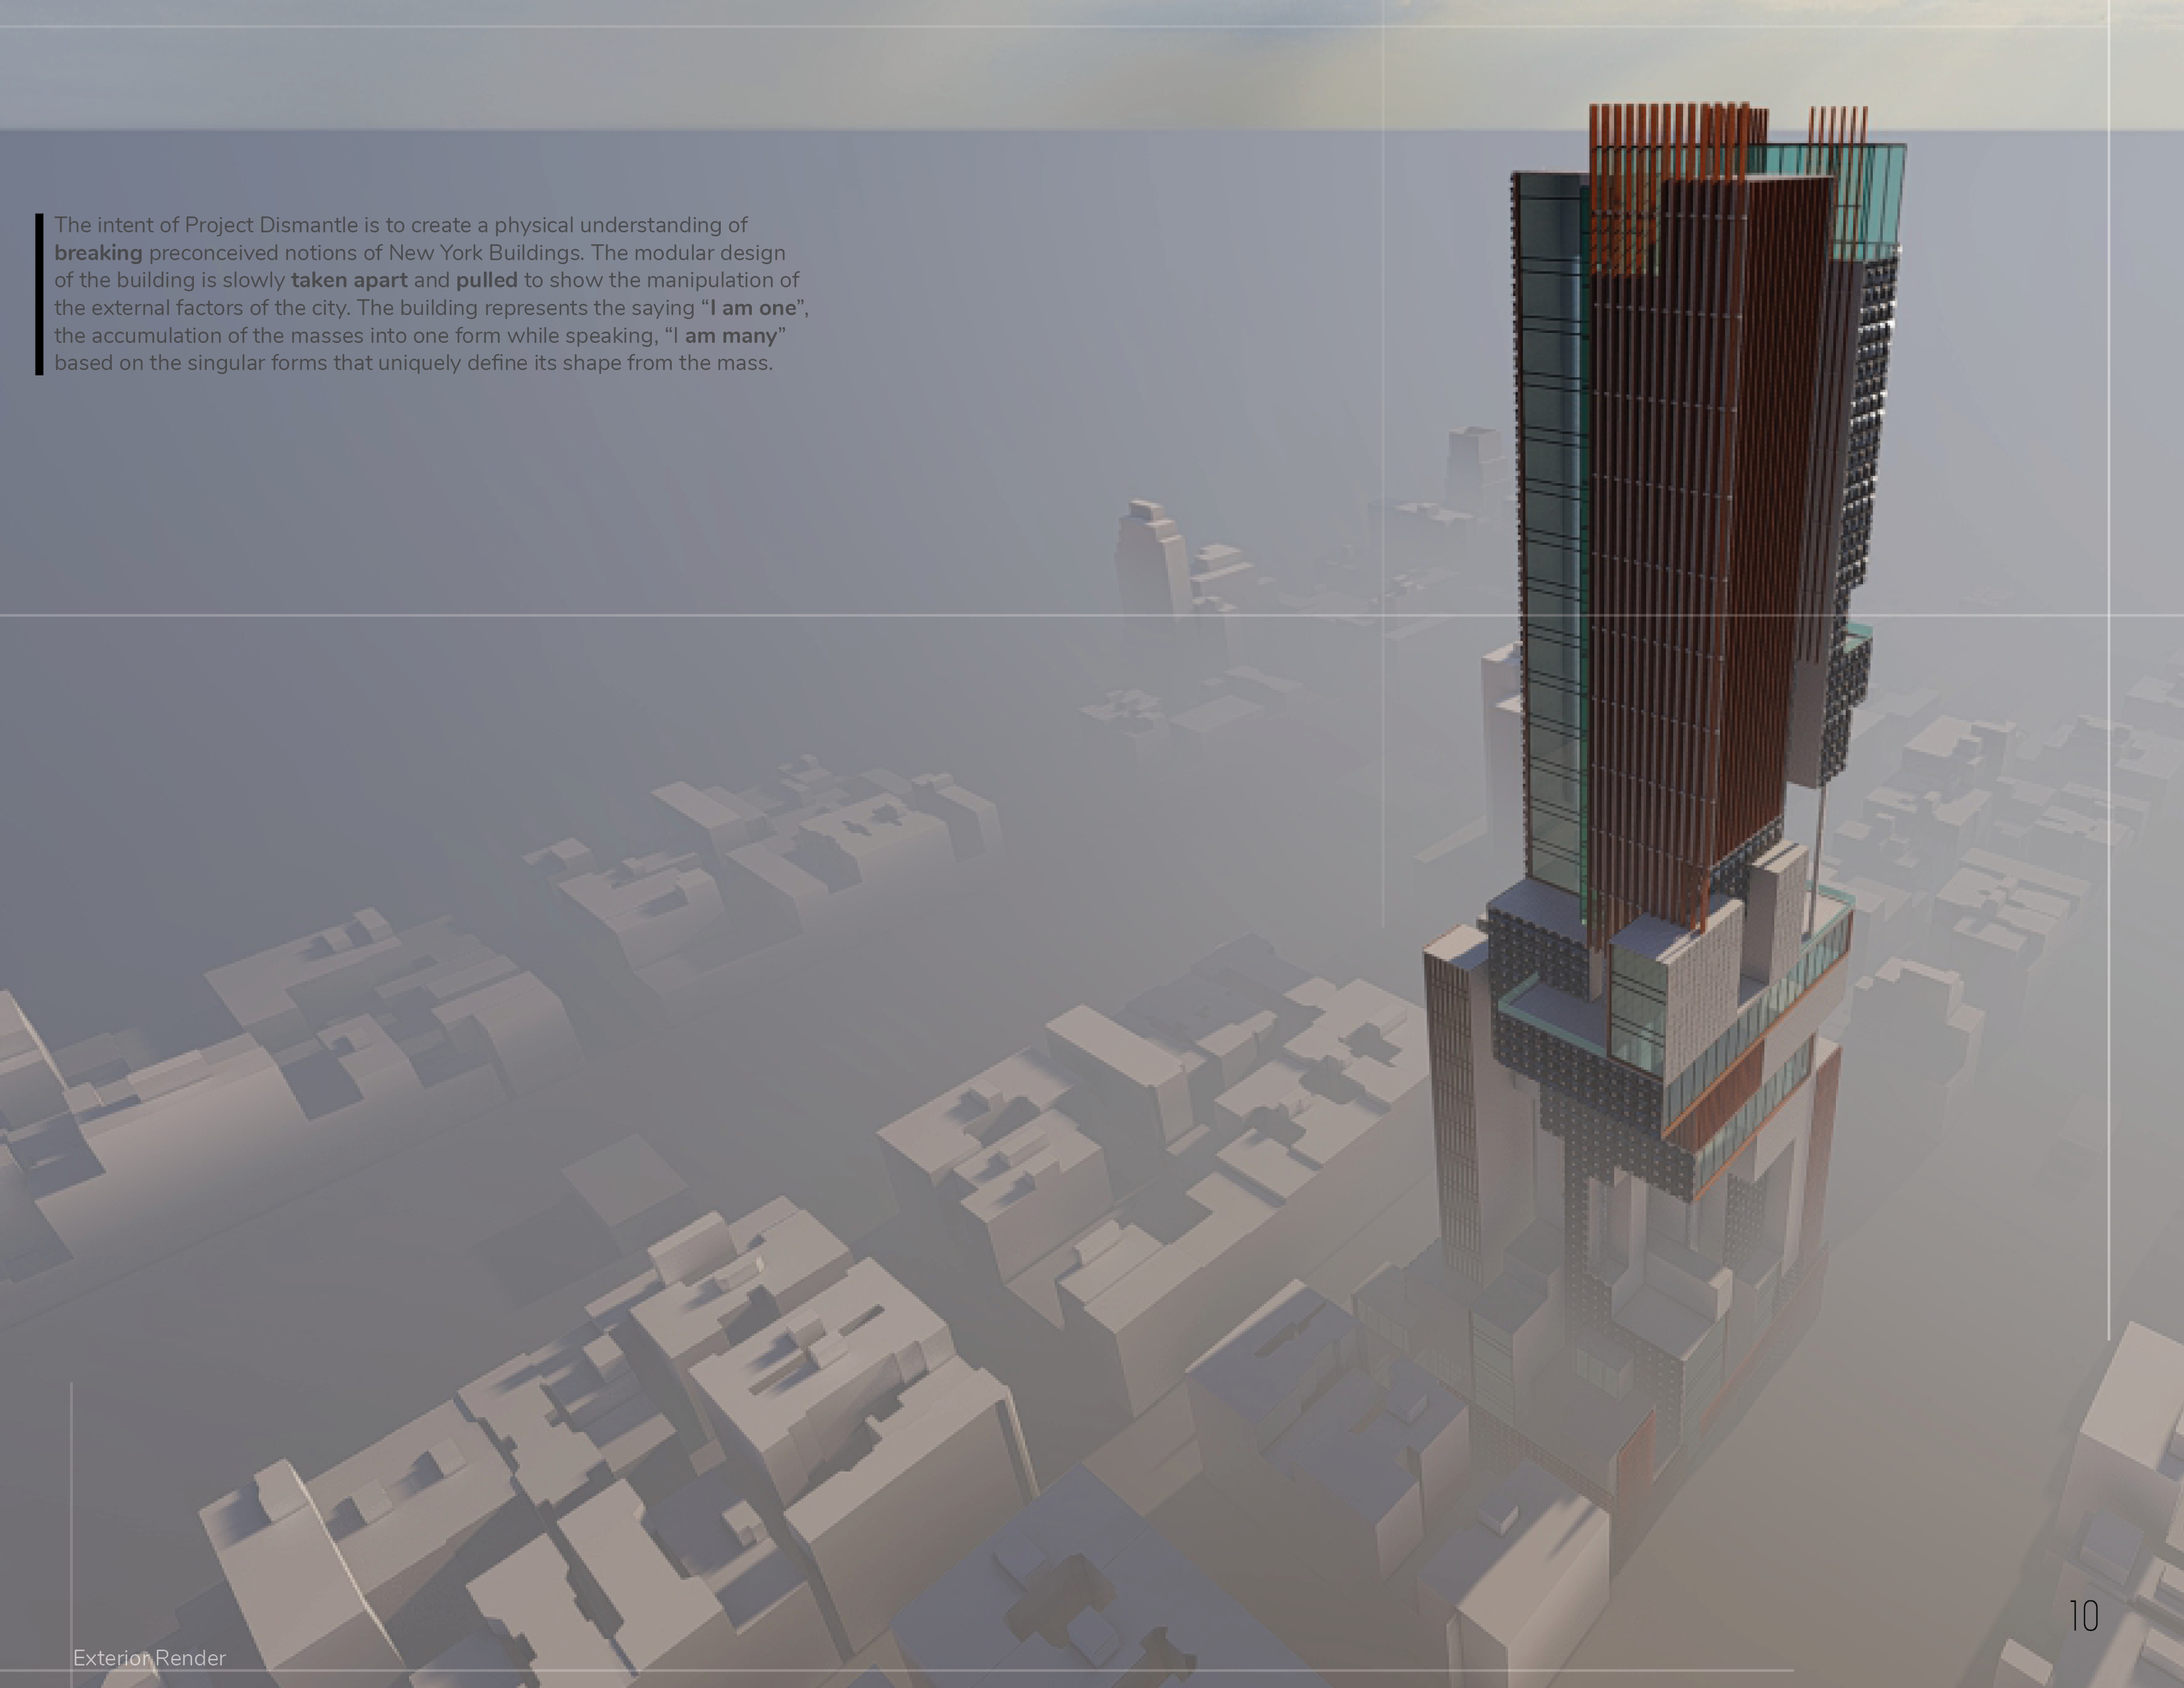 The intent of Project Dismantle is to create a physical understanding of
breaking preconceived notions of New York Buildings. The modular design
of the building is slowly taken apart and pulled to show the manipulation of
the external factors of the city. The building represents the saying “I am one”,
the accumulation of the masses into one form while speaking, “I am many”
based on the singular forms that uniquely define its shape from the mass.
Exterior Render
10